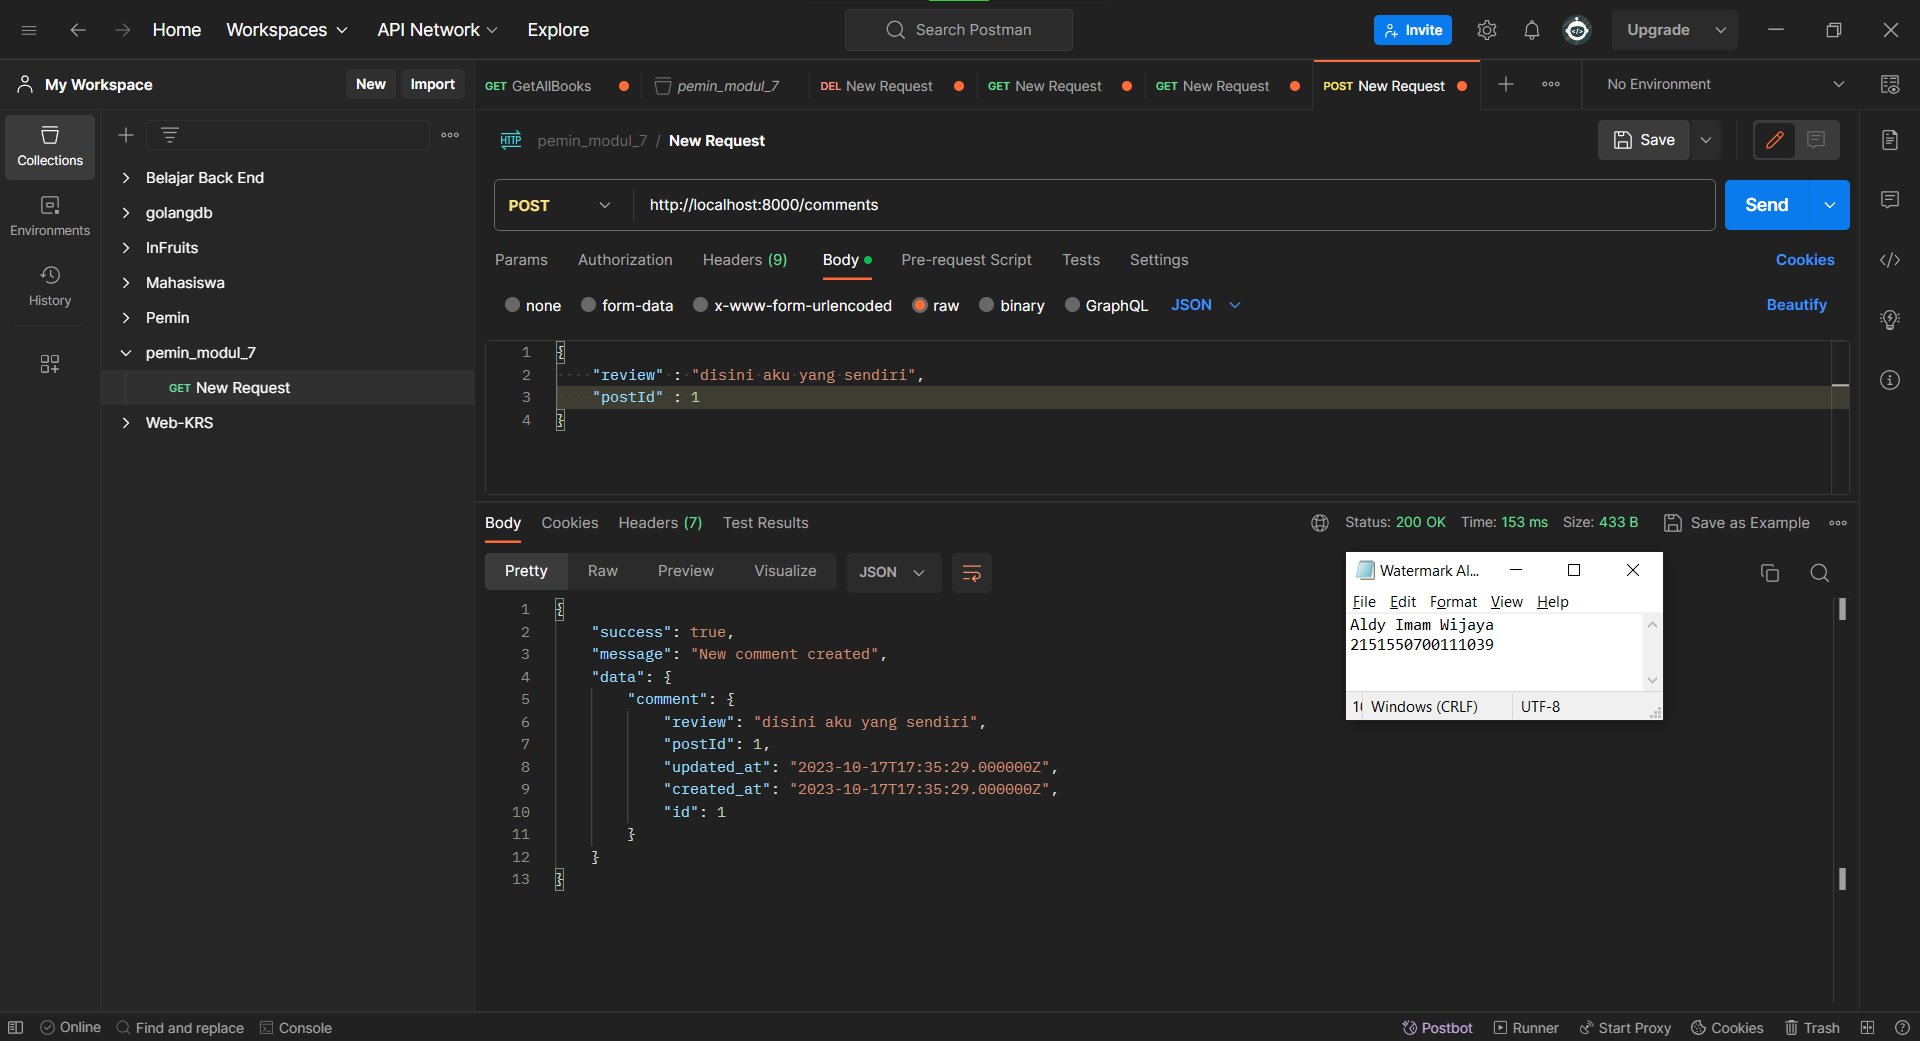 Home Workspaces API Network Explore Search Postman Invite Upgrade
My Workspace New Import GET GetAllBooks pemin_modul_7 DEL New Request GET New Request GET New Request POST New Request No Environment
Collections
Environments
History
Belajar Back End
golangdb
InFruits
Mahasiswa
Pemin
pemin_modul_7
GET New Request
Web-KRS
HTTP pemin_modul_7 / New Request Save
POST http://localhost:8000/comments Send
Params Authorization Headers (9) Body Pre-request Script Tests Settings Cookies
none form-data x-www-form-urlencoded raw binary GraphQL JSON Beautify
1 {
2 "review" : "disini aku yang sendiri",
3 "postId" : 1
4 }
Body Cookies Headers (7) Test Results Status: 200 OK Time: 153 ms Size: 433 B Save as Example
Pretty Raw Preview Visualize JSON
1 {
2 "success": true,
3 "message": "New comment created",
4 "data": {
5 "comment": {
6 "review": "disini aku yang sendiri",
7 "postId": 1,
8 "updated_at": "2023-10-17T17:35:29.000000Z",
9 "created_at": "2023-10-17T17:35:29.000000Z",
10 "id": 1
11 }
12 }
13 }
Watermark Al...
File Edit Format View Help
Aldy Imam Wijaya
2151550700111039
Windows (CRLF) UTF-8
Online Find and replace Console Postbot Runner Start Proxy Cookies Trash